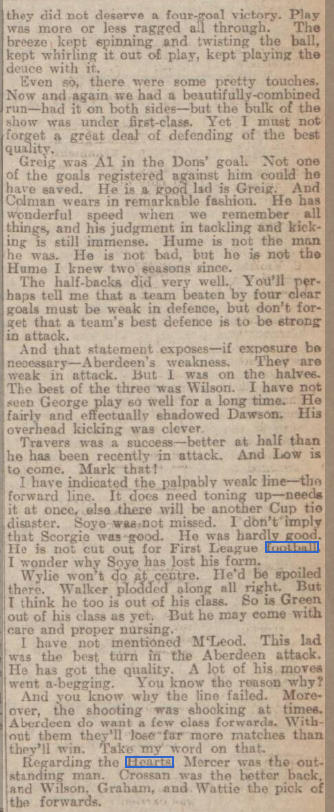 they did not deserve a four-goal victory. Play
was more or less ragged all through. The
breeze kept spinning and twisting the ball,
kept whirling it out of play, kept playing the
deuce with it.
Even so, there were some pretty touches.
Now and again we had a beautifully-combined
run—had it on both sides—but the bulk of the
show was under first-class. Yet I must not
forget a great deal of defending of the best
quality.
Greig was A1 in the Dons' goal. Not one
of the goals registered against him could he
have saved. He is a good lad is Greig. And
Colman wears in remarkable fashion. He has
wonderful speed when we remember all
things, and his judgment in tackling and kick-
ing is still immense. Hume is not the man
he was. He is not bad, but he is not the
Hume I knew two seasons since.
The half-backs did very well. You'll per-
haps tell me that a team beaten by four clear
goals must be weak in defence, but don't for-
get that a team's best defence is to be strong
in attack.
And that statement exposes—if exposure be
necessary—Aberdeen's weakness. They are
weak in attack. But I was on the halves.
The best of the three was Wilson. I have not
seen George play so well for a long time. He
fairly and effectually shadowed Dawson. His
overhead kicking was clever.
Travers was a success—better at half than
he has been recently in attack. And Low is
to come. Mark that!
I have indicated the palpably weak line—the
forward line. It does need toning up—needs
it at once, else there will be another Cup tie
disaster. Soye was not missed. I don't imply
that Scorgie was good. He was hardly good.
He is not cut out for First League football
I wonder why Soye has lost his form.
Wylie won't do at centre. He'd be spoiled
there. Walker plodded along all right. But
I think he too is out of his class. So is Green
out of his class as yet. But he may come with
care and proper nursing.
I have not mentioned M'Leod. This lad
was the best turn in the Aberdeen attack.
He has got the quality. A lot of his moves
went a-begging. You know the reason why?
And you know why the line failed. More-
over, the shooting was shocking at times.
Aberdeen do want a few class forwards. With-
out them they'll lose far more matches than
they'll win. Take my word on that.
Regarding the Hearts, Mercer was the out-
standing man. Crossan was the better back,
and Wilson, Graham, and Wattie the pick of
the forwards.